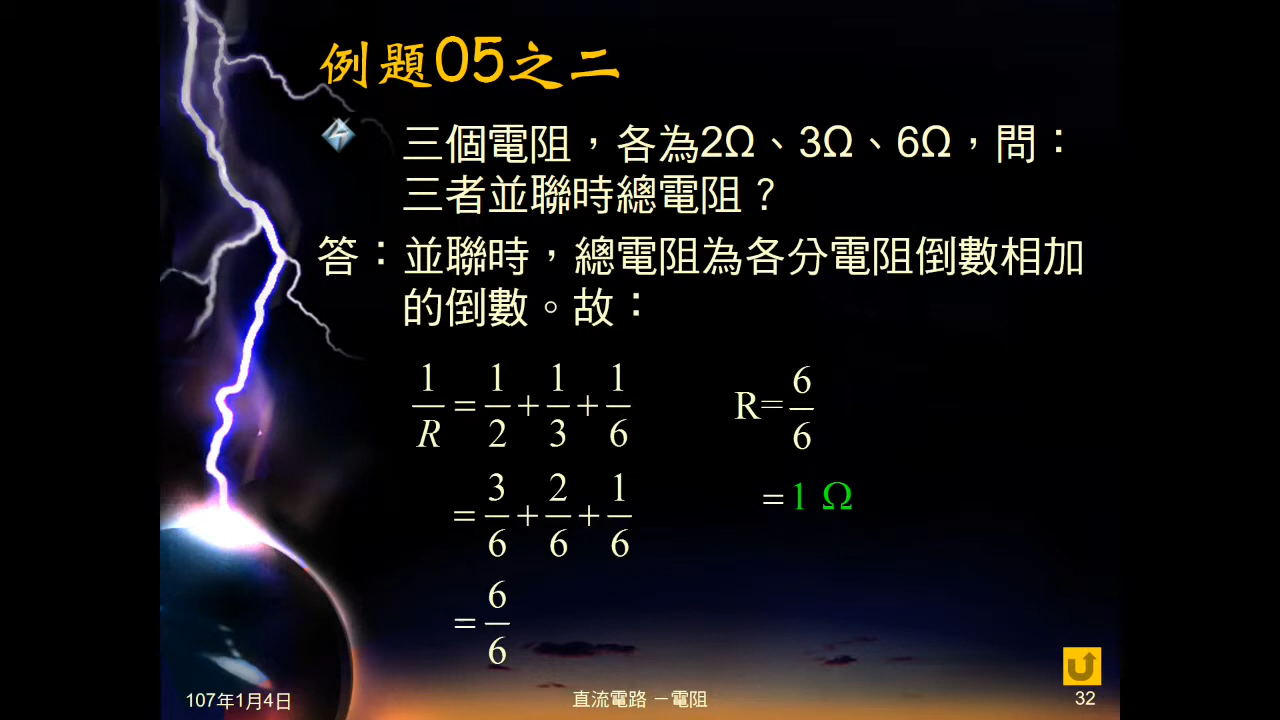 例題05之二
三個電阻，各為2Ω、3Ω、6Ω，問：
三者並聯時總電阻？
答：並聯時，總電阻為各分電阻倒數相加
的倒數。故：
1/R = 1/2 + 1/3 + 1/6
R= 6/6
= 3/6 + 2/6 + 1/6
= 1 Ω
= 6/6
107年1月4日
直流電路 － 電阻
32